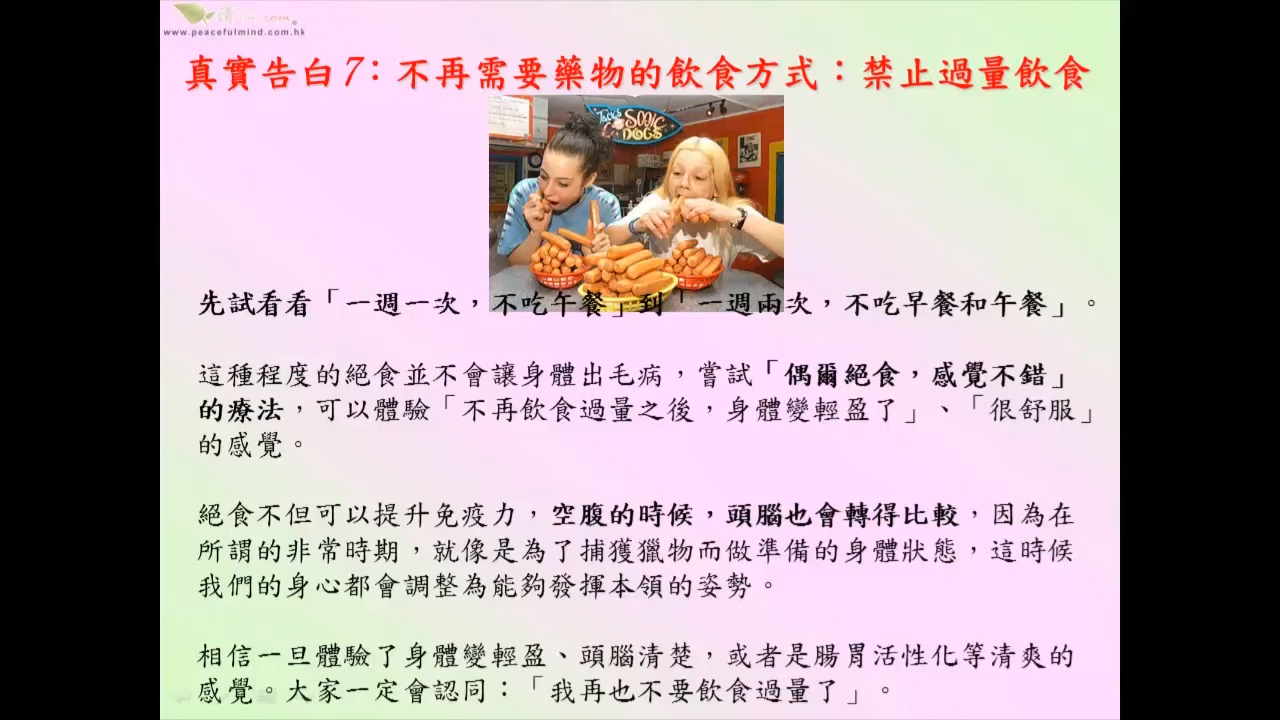 www.peacefulmind.com.hk
真實告白7：不再需要藥物的飲食方式：禁止過量飲食
SONIC
DOGS
先試看看「一週一次，不吃午餐」到「一週兩次，不吃早餐和午餐」。
這種程度的絕食並不會讓身體出毛病，嘗試「偶爾絕食，感覺不錯」
的療法，可以體驗「不再飲食過量之後，身體變輕盈了」、「很舒服」
的感覺。
絕食不但可以提升免疫力，空腹的時候，頭腦也會轉得比較，因為在
所謂的非常時期，就像是為了捕獲獵物而做準備的身體狀態，這時候
我們的身心都會調整為能夠發揮本領的姿勢。
相信一旦體驗了身體變輕盈、頭腦清楚，或者是腸胃活性化等清爽的
感覺。大家一定會認同：「我再也不要飲食過量了」。